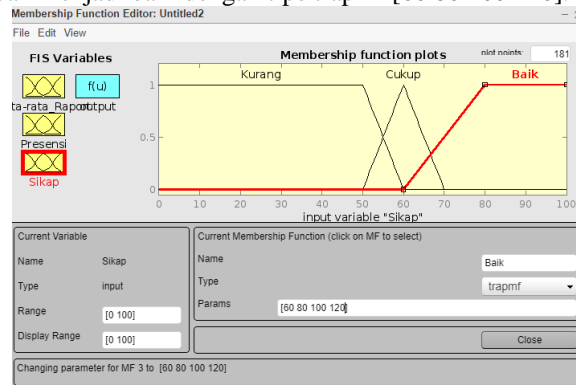 Membership Function Editor: Untitled2
File Edit View
FIS Variables
f(u)
ta-rata_Raport
output
Presensi
Sikap
Membership function plots
plot points:
181
Kurang
Cukup
Baik
1
0.5
0
0 10 20 30 40 50 60 70 80 90 100
input variable "Sikap"
Current Variable
Name Sikap
Type input
Range [0 100]
Display Range [0 100]
Current Membership Function (click on MF to select)
Name Baik
Type trapmf
Params [60 80 100 120]
Close
Changing parameter for MF 3 to [60 80 100 120]